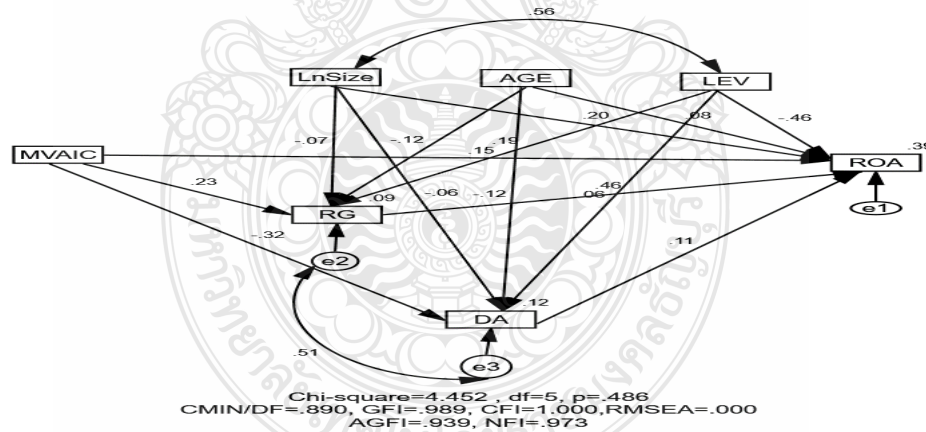 .56
LnSize AGE LEV
.20 .08 -.46
-.07 -.12 .19 .39
MVAIC .15 ROA
.23 .46
.09 -.06 -.12 .06
RG e1
-.32 .11
e2
.12
DA
.51
e3
Chi-square=4.452 , df=5, p=.486
CMIN/DF=.890, GFI=.989, CFI=1.000,RMSEA=.000
AGFI=.939, NFI=.973